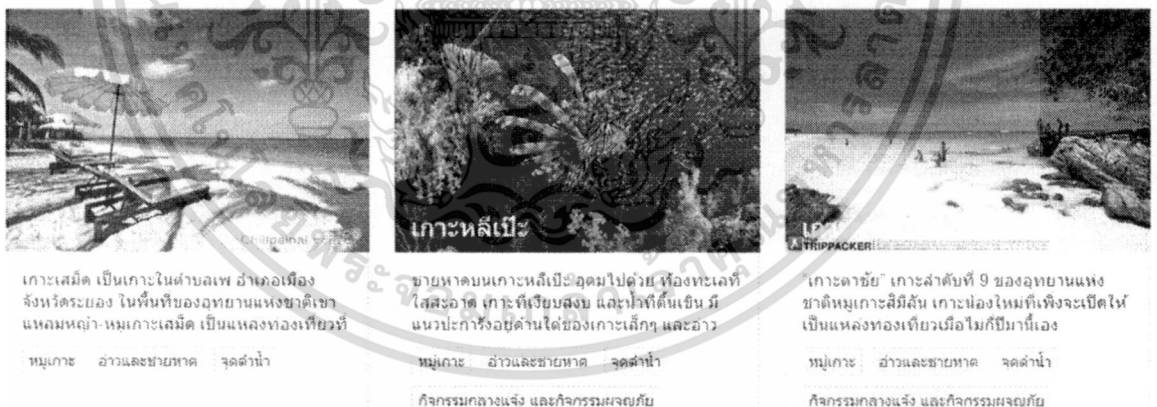 Chillpainai
เกาะเสม็ด เป็นเกาะในตำบลเพ อำเภอเมือง
จังหวัดระยอง ในพื้นที่ของอุทยานแห่งชาติเขา
แหลมหญ้า-หมู่เกาะเสม็ด เป็นแหล่งท่องเที่ยวที่
หมู่เกาะ อ่าวและชายหาด จุดดำน้ำ
เกาะหลีเป๊ะ
ชายหาดบนเกาะหลีเป๊ะ อุดมไปด้วย ท้องทะเลที่
ใสสะอาด เกาะที่เงียบสงบ และน้ำที่ตื้นเขิน มี
แนวปะการังอยู่ด้านใต้ของเกาะเล็กๆ และอ่าว
หมู่เกาะ อ่าวและชายหาด จุดดำน้ำ
กิจกรรมกลางแจ้ง และกิจกรรมผจญภัย
TRIPPACKER
"เกาะตาชัย" เกาะลำดับที่ 9 ของอุทยานแห่ง
ชาติหมู่เกาะสิมิลัน เกาะน้องใหม่ที่เพิ่งจะเปิดให้
เป็นแหล่งท่องเที่ยวเมื่อไม่กี่ปีมานี้เอง
หมู่เกาะ อ่าวและชายหาด จุดดำน้ำ
กิจกรรมกลางแจ้ง และกิจกรรมผจญภัย